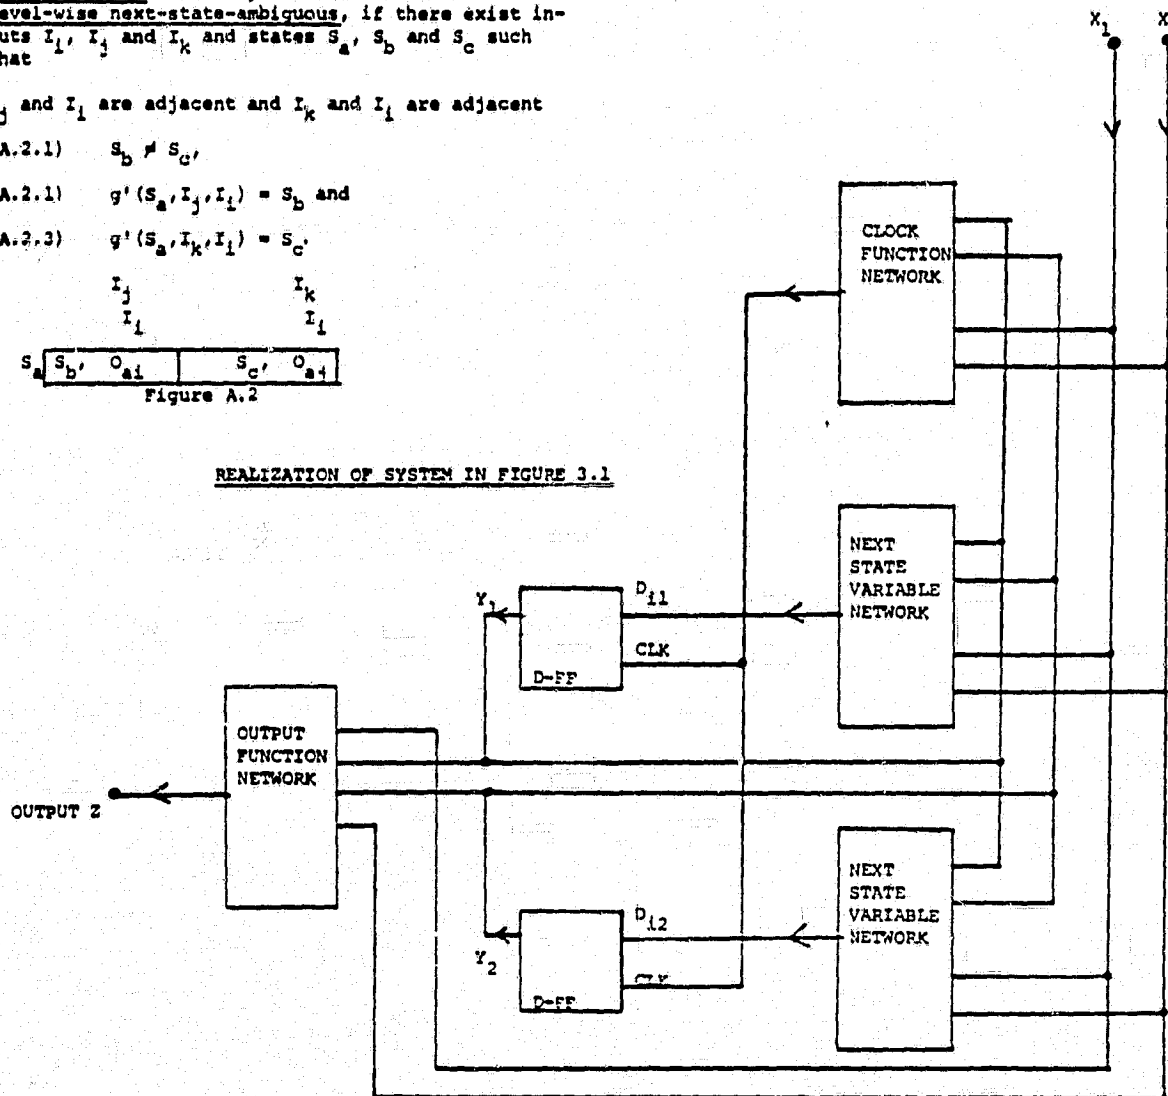 evel-wise next-state-ambiguous, if there exist in-
uts I_i, I_j and I_k and states S_a, S_b and S_c such
hat
j and I_i are adjacent and I_k and I_i are adjacent
A.2.1) S_b ≠ S_c,
A.2.1) g'(S_a,I_j,I_i) = S_b and
A.2.3) g'(S_a,I_k,I_i) = S_c.
I_j I_k
I_i I_i
S_a S_b, O_ai S_c, O_aj
Figure A.2
REALIZATION OF SYSTEM IN FIGURE 3.1
X_1 X
CLOCK
FUNCTION
NETWORK
NEXT
STATE
VARIABLE
NETWORK
Y_1
D_i1
CLK
D-FF
OUTPUT
FUNCTION
NETWORK
OUTPUT Z
NEXT
STATE
VARIABLE
NETWORK
Y_2
D_i2
CLK
D-FF